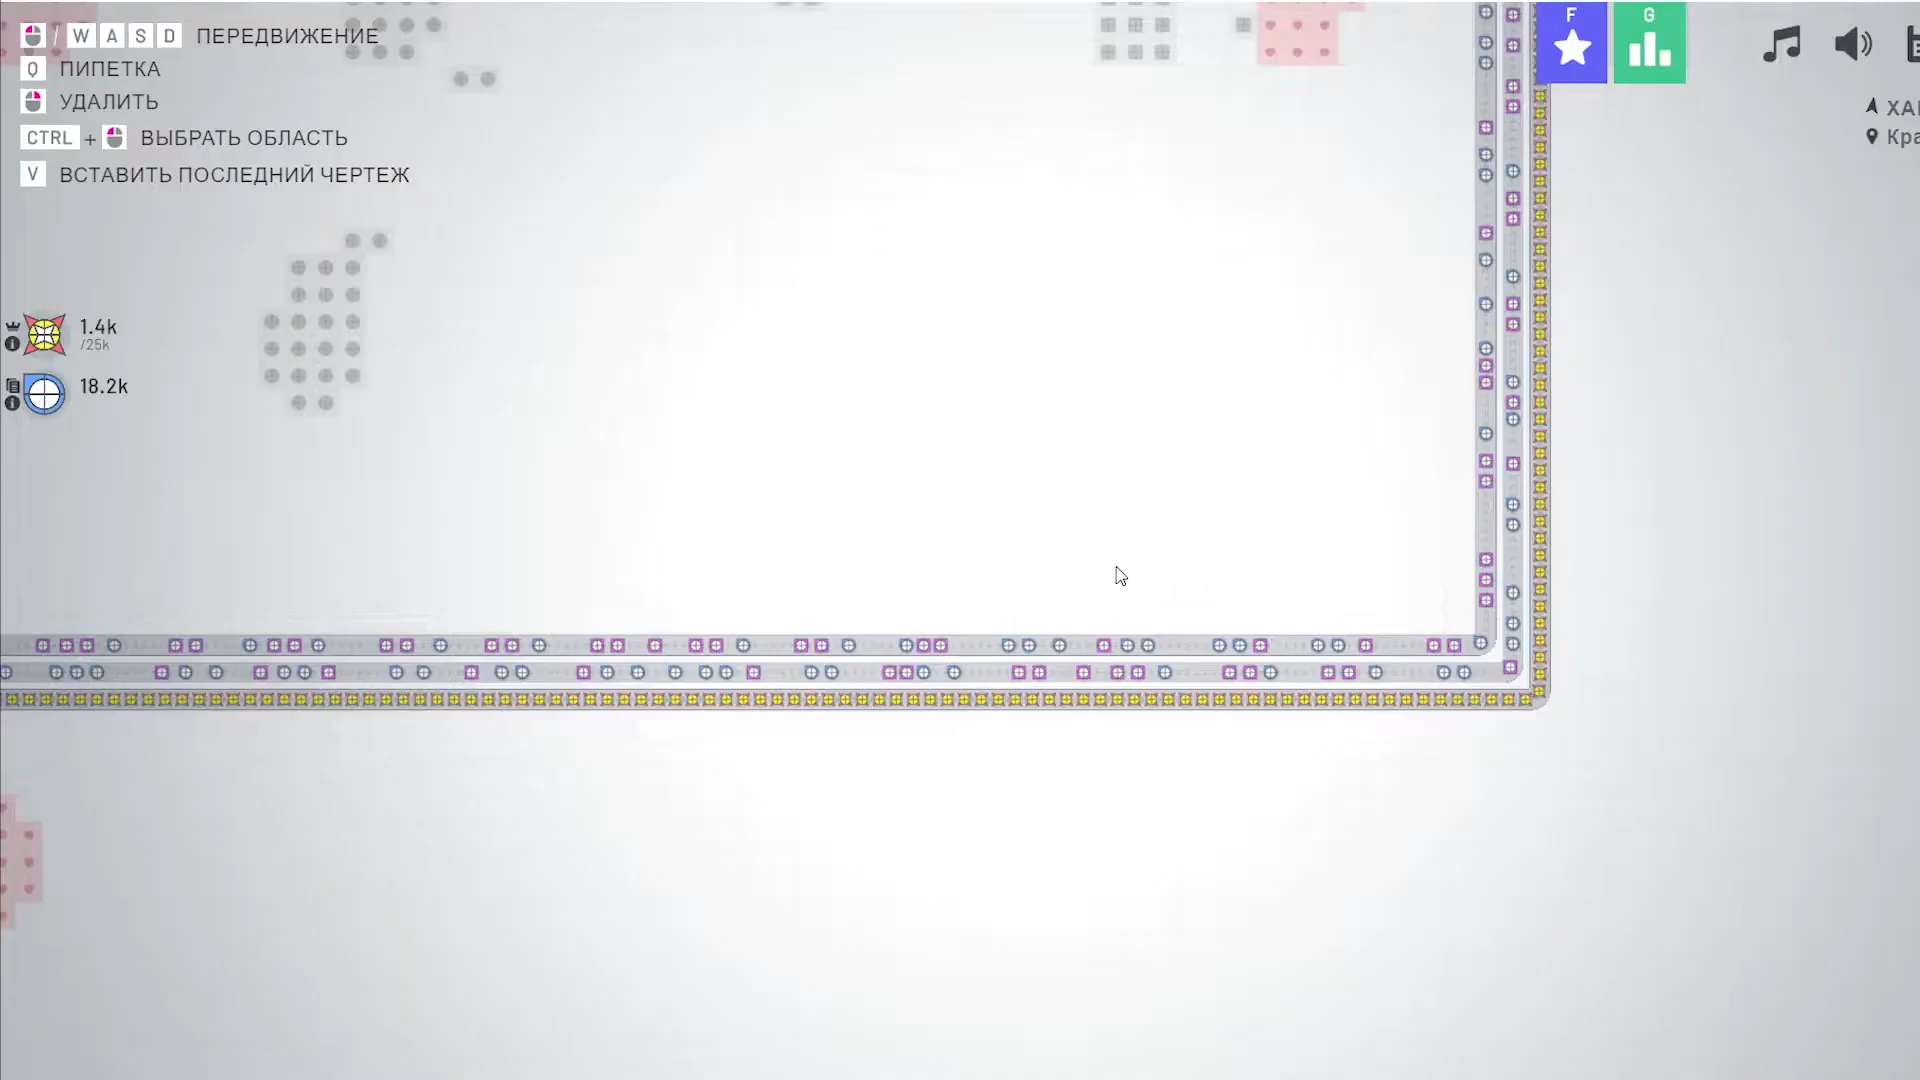 / W A S D ПЕРЕДВИЖЕНИЕ
Q ПИПЕТКА
УДАЛИТЬ
CTRL + ВЫБРАТЬ ОБЛАСТЬ
V ВСТАВИТЬ ПОСЛЕДНИЙ ЧЕРТЕЖ
F G
1.4k
/25k
18.2k